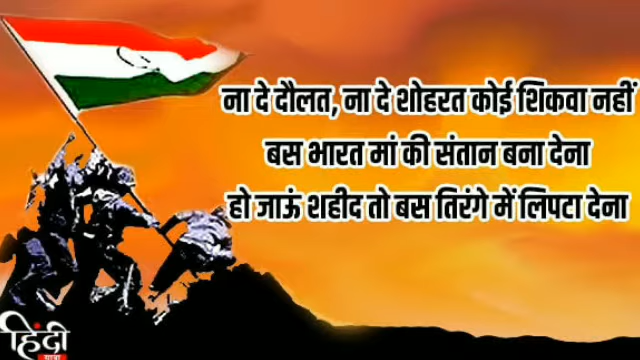 ना दे दौलत, ना दे शोहरत कोई शिकवा नहीं
बस भारत मां की संतान बना देना
हो जाऊं शहीद तो बस तिरंगे में लिपटा देना
हिंदी
यात्रा